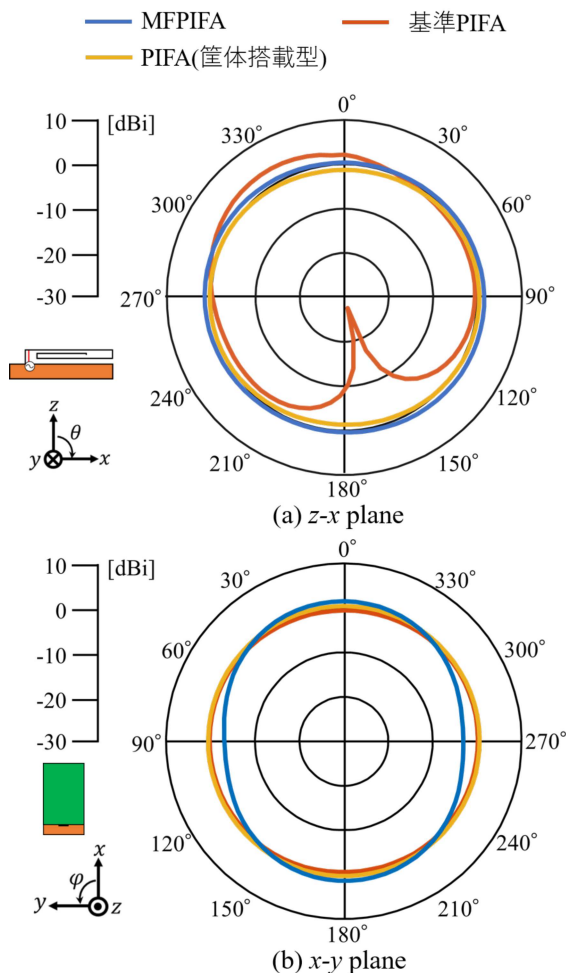 MFPIFA 基準PIFA
PIFA(筐体搭載型)
10 [dBi]
0
-10
-20
-30
0°
30°
60°
90°
120°
150°
180°
210°
240°
270°
300°
330°
z
θ
y x
(a) z-x plane
10 [dBi]
0
-10
-20
-30
0°
30°
60°
90°
120°
150°
180°
210°
240°
270°
300°
330°
x
φ
y z
(b) x-y plane